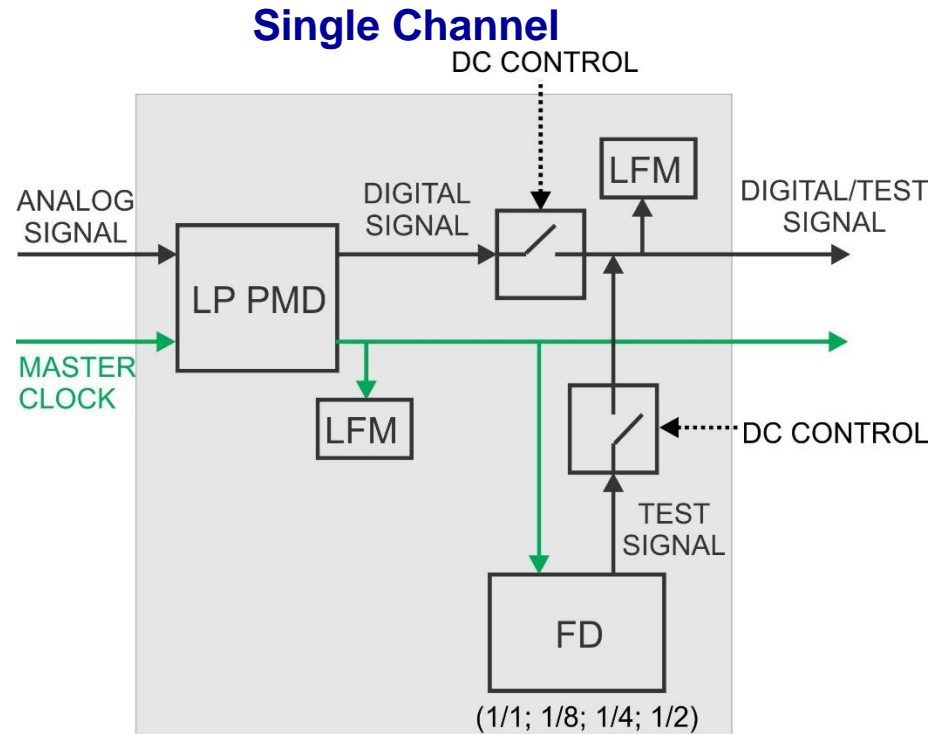 Single Channel
DC CONTROL
LFM
ANALOG
SIGNAL
DIGITAL
SIGNAL
DIGITAL/TEST
SIGNAL
LP PMD
MASTER
CLOCK
LFM
DC CONTROL
TEST
SIGNAL
FD
(1/1; 1/8; 1/4; 1/2)